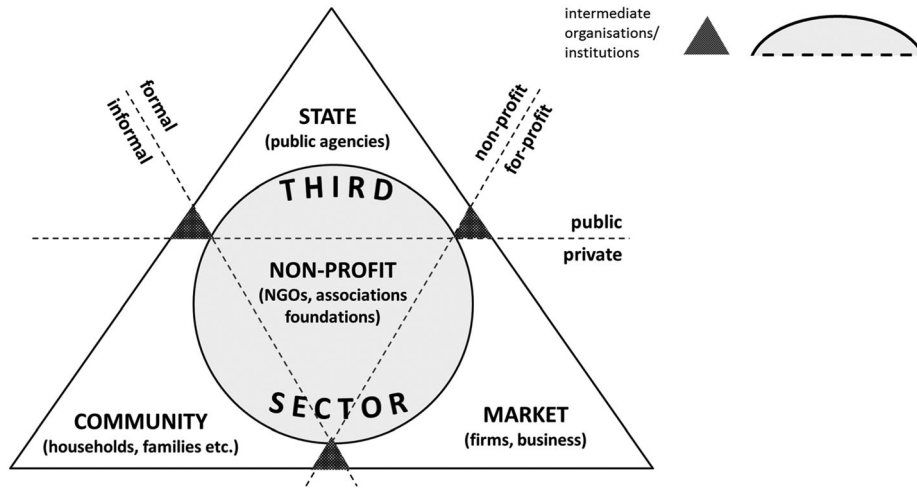 intermediate
organisations/
institutions
formal
informal
non-profit
for-profit
STATE
(public agencies)
THIRD
public
private
NON-PROFIT
(NGOs, associations
foundations)
SECTOR
COMMUNITY
(households, families etc.)
MARKET
(firms, business)